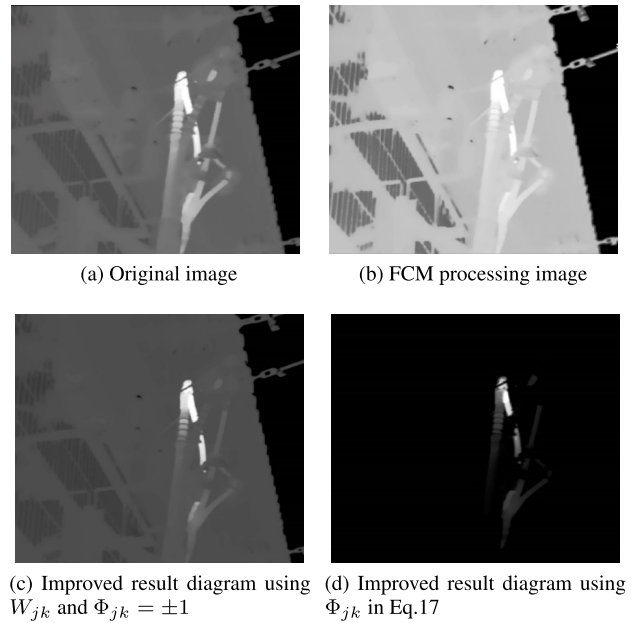 (a) Original image
(b) FCM processing image
(c) Improved result diagram using
W_{jk} and Φ_{jk} = ±1
(d) Improved result diagram using
Φ_{jk} in Eq.17